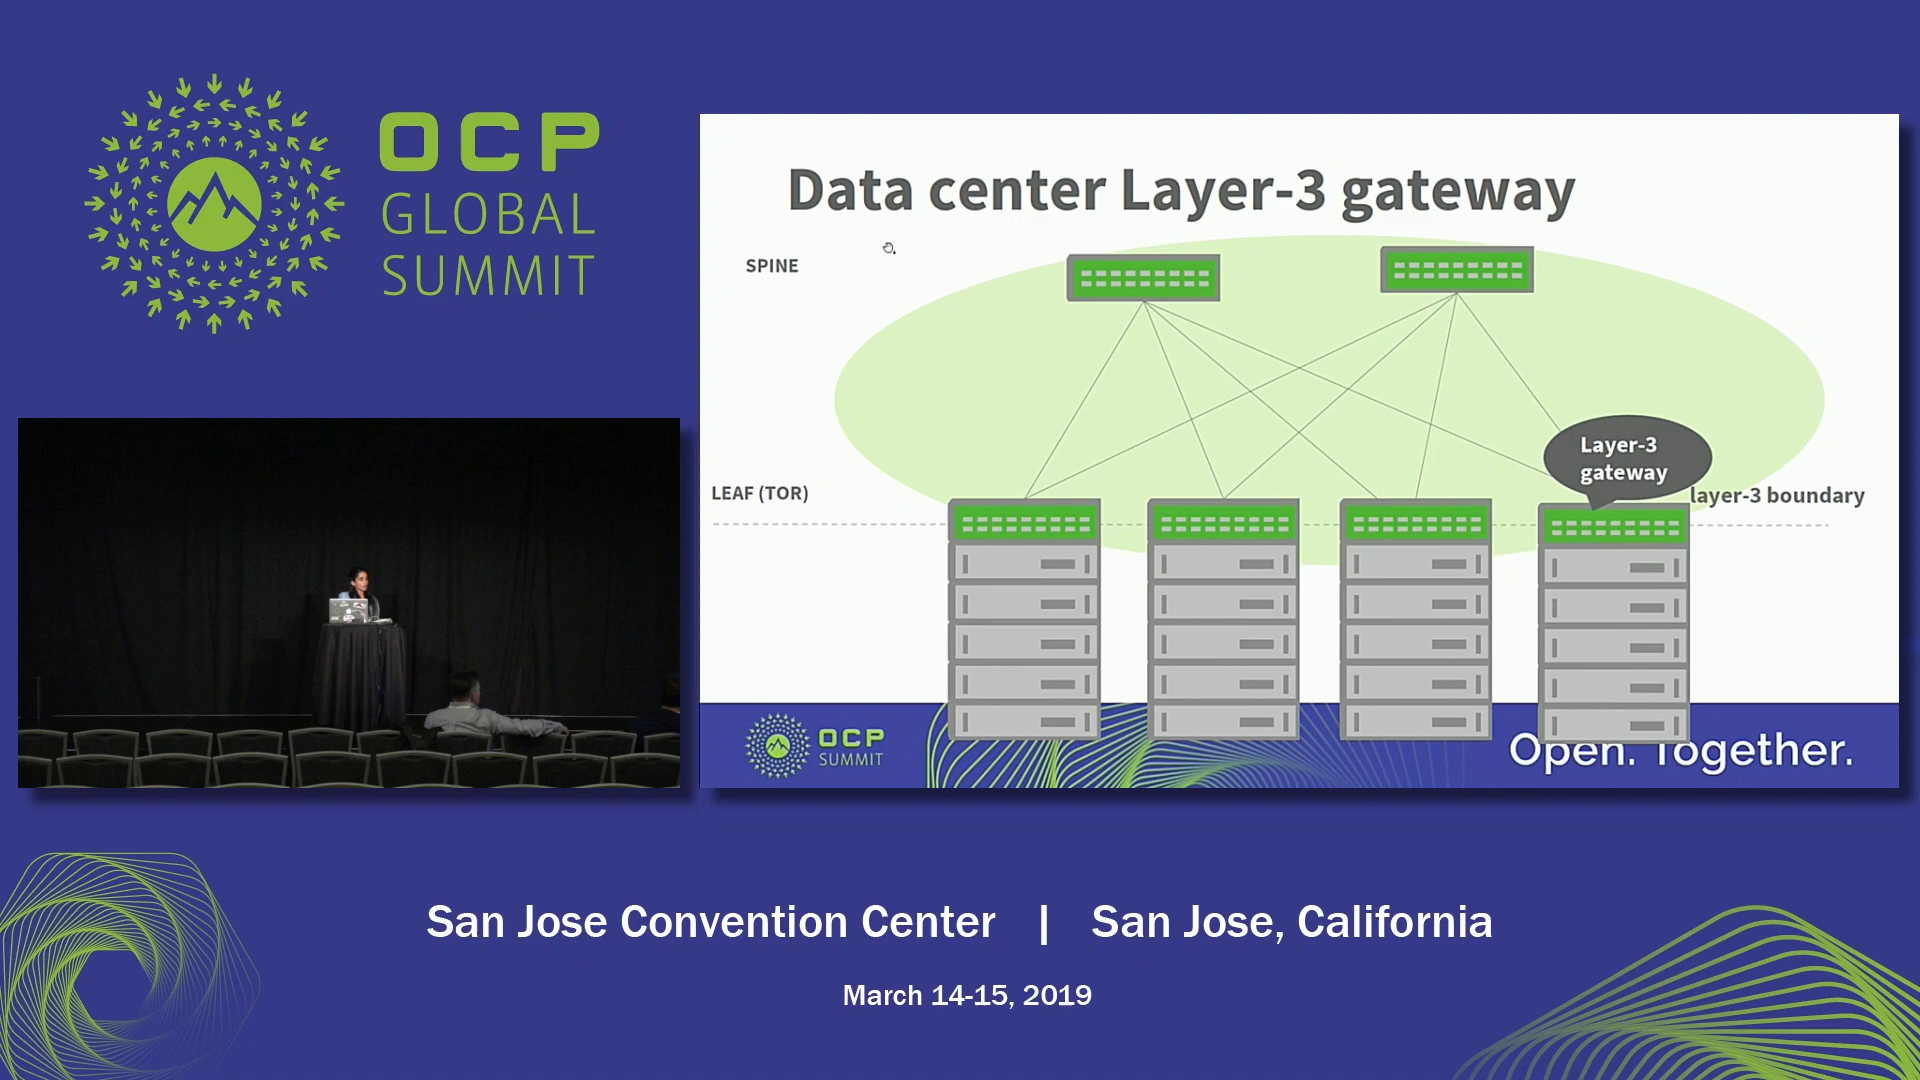 OCP
GLOBAL
SUMMIT
Data center Layer-3 gateway
SPINE
Layer-3
gateway
LEAF (TOR)
layer-3 boundary
OCP
SUMMIT
Open. Together.
San Jose Convention Center | San Jose, California
March 14-15, 2019